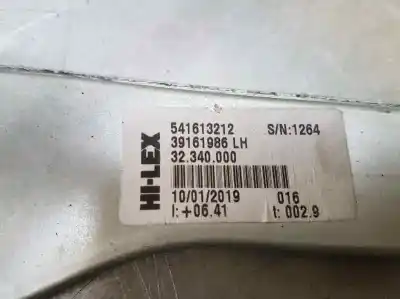 HI-LEX
541613212 S/N:1264
39161986 LH
32.340.000
10/01/2019 016
I:+06.41 t:002.9